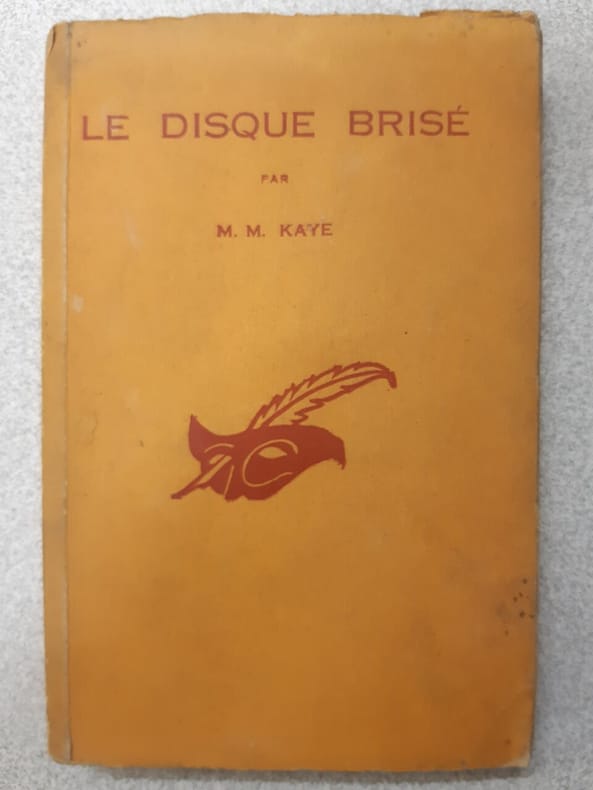 LE DISQUE BRISÉ
PAR
M. M. KAYE